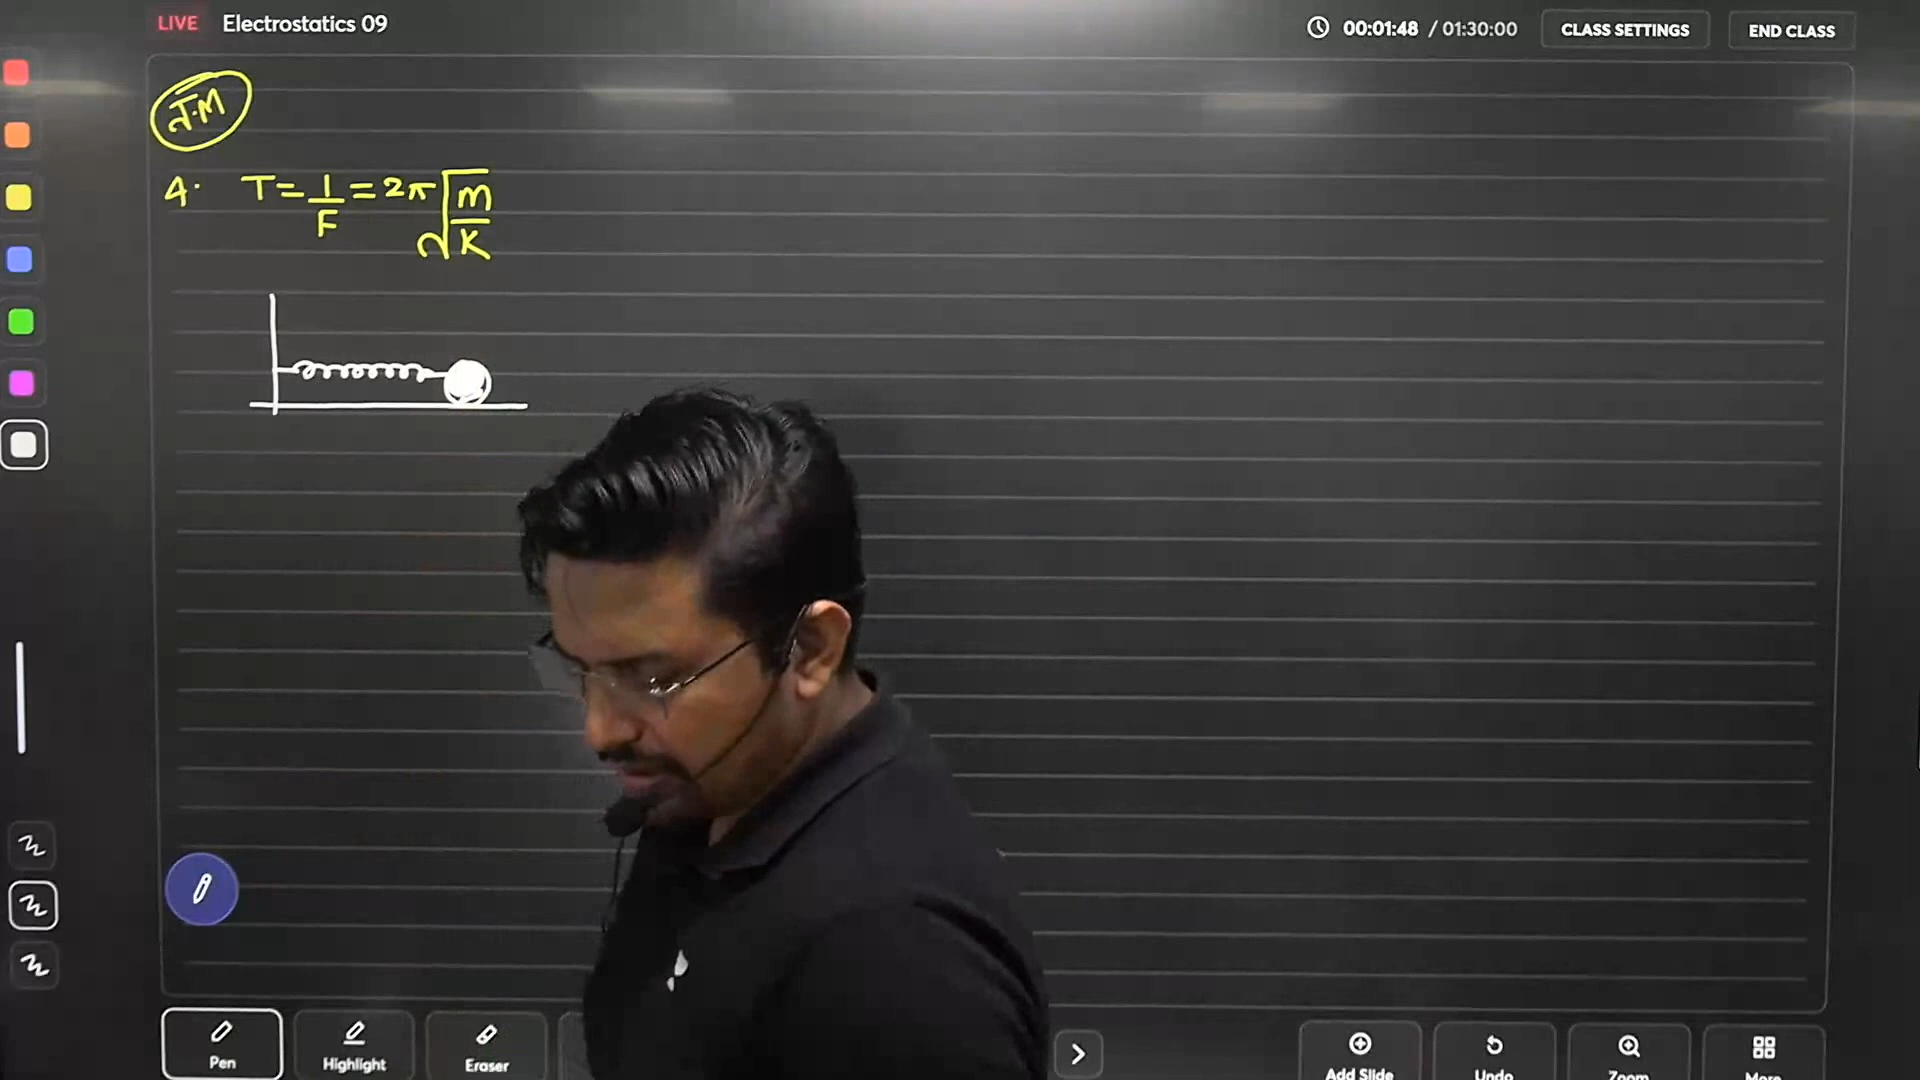 LIVE Electrostatics 09 00:01:48 / 01:30:00 CLASS SETTINGS END CLASS
4. T = 1/F = 2π √(m/K)
Pen Highlight Eraser Add Slide Undo Zoom More